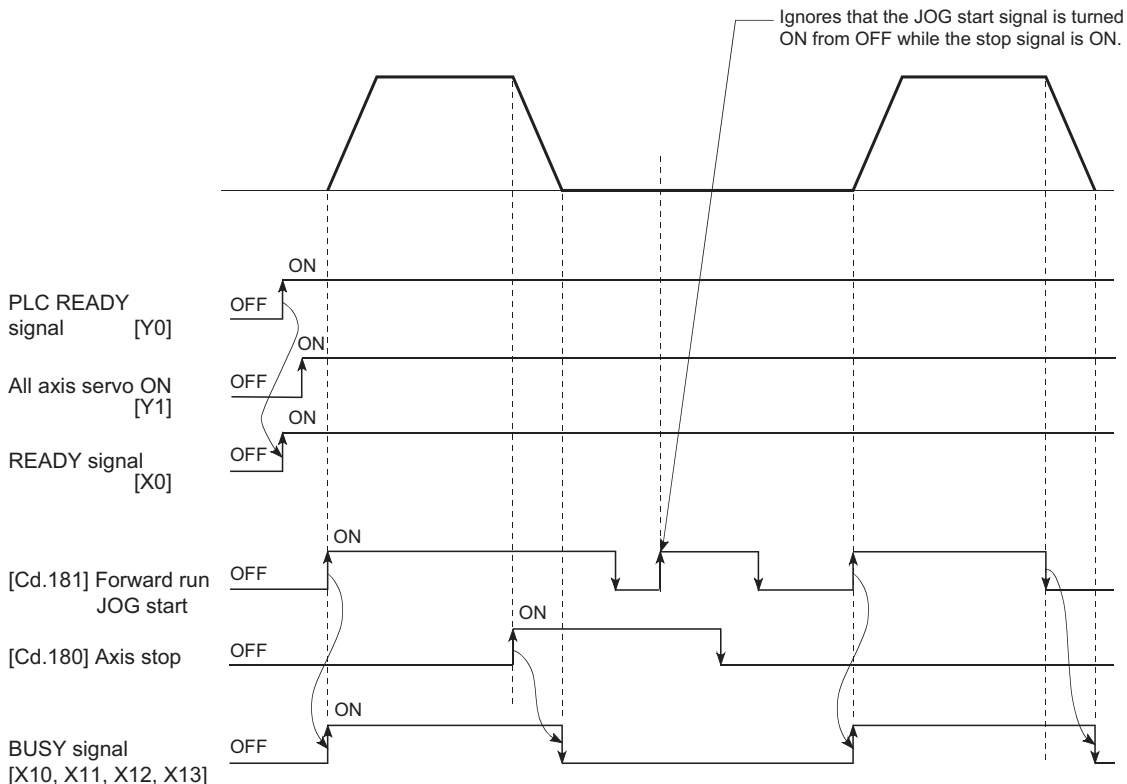 Ignores that the JOG start signal is turned
ON from OFF while the stop signal is ON.
ON
PLC READY
OFF
signal [Y0]
ON
All axis servo ON
OFF
[Y1]
ON
READY signal
OFF
[X0]
ON
[Cd.181] Forward run
OFF
JOG start
ON
[Cd.180] Axis stop
OFF
ON
BUSY signal
OFF
[X10, X11, X12, X13]